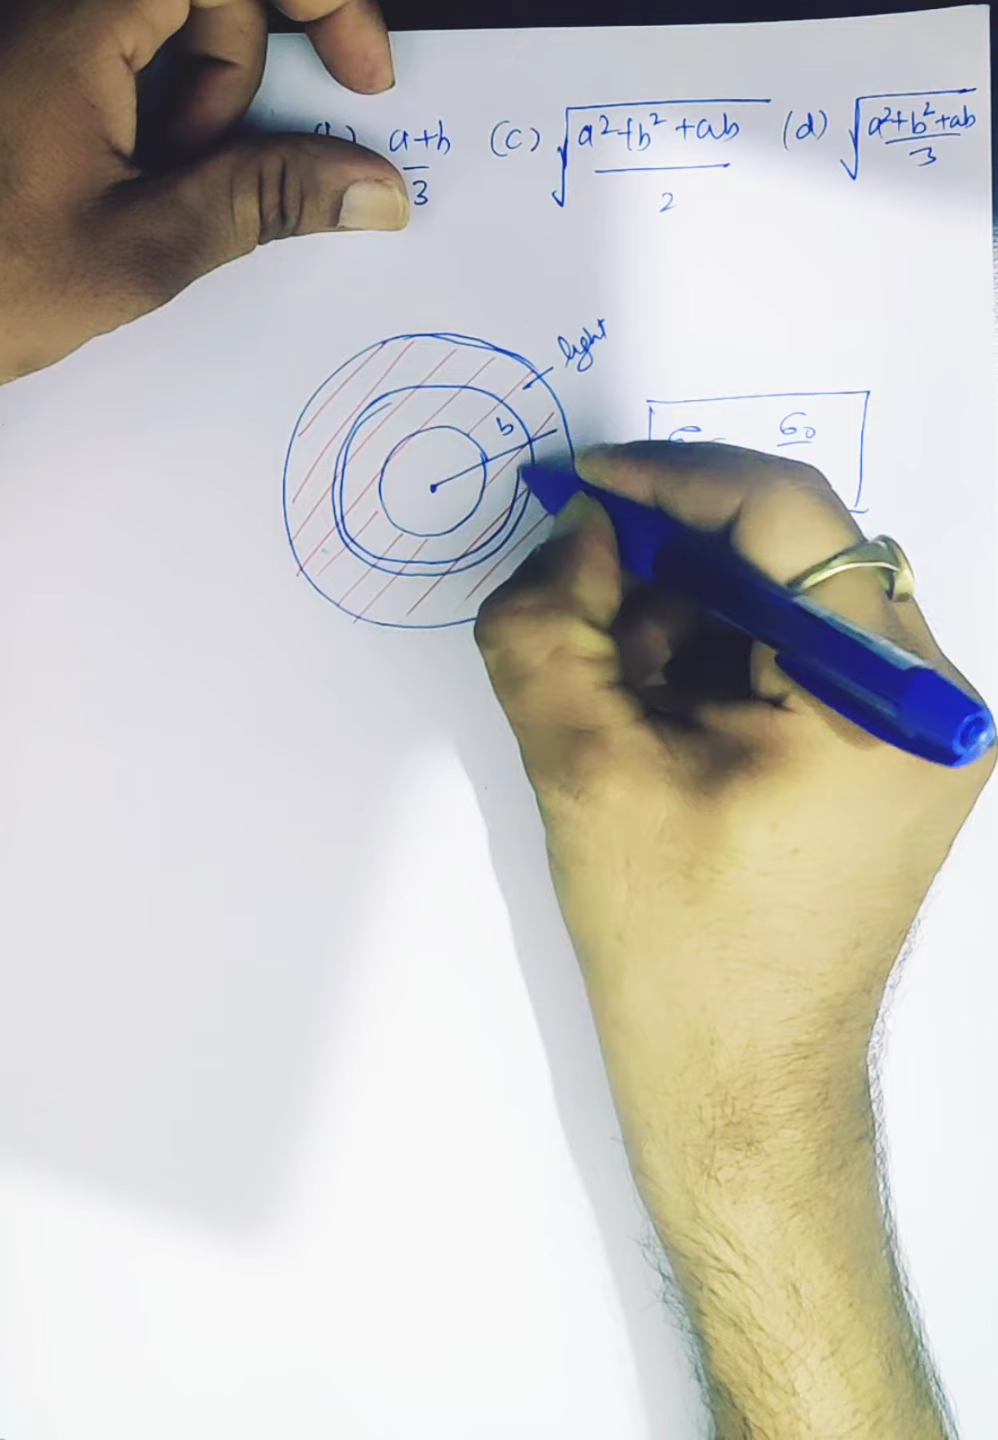 a+b/3 (c) √(a²+b²+ab/2) (d) √(a²+b²+ab/3)
light
b
σ = σ₀